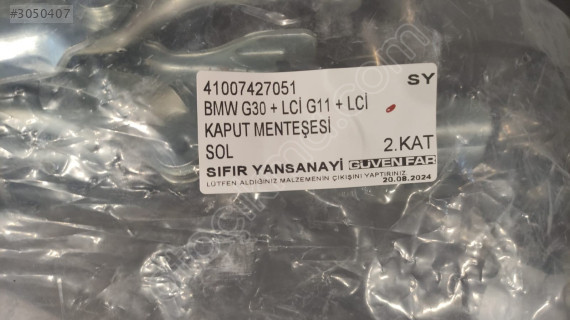 #3050407
41007427051 SY
BMW G30 + LCİ G11 + LCİ
KAPUT MENTEŞESİ
SOL 2.KAT
SIFIR YANSANAYİ GÜVEN FAR
LÜTFEN ALDIĞINIZ MALZEMENİN ÇIKIŞINI YAPTIRINIZ
20.08.2024